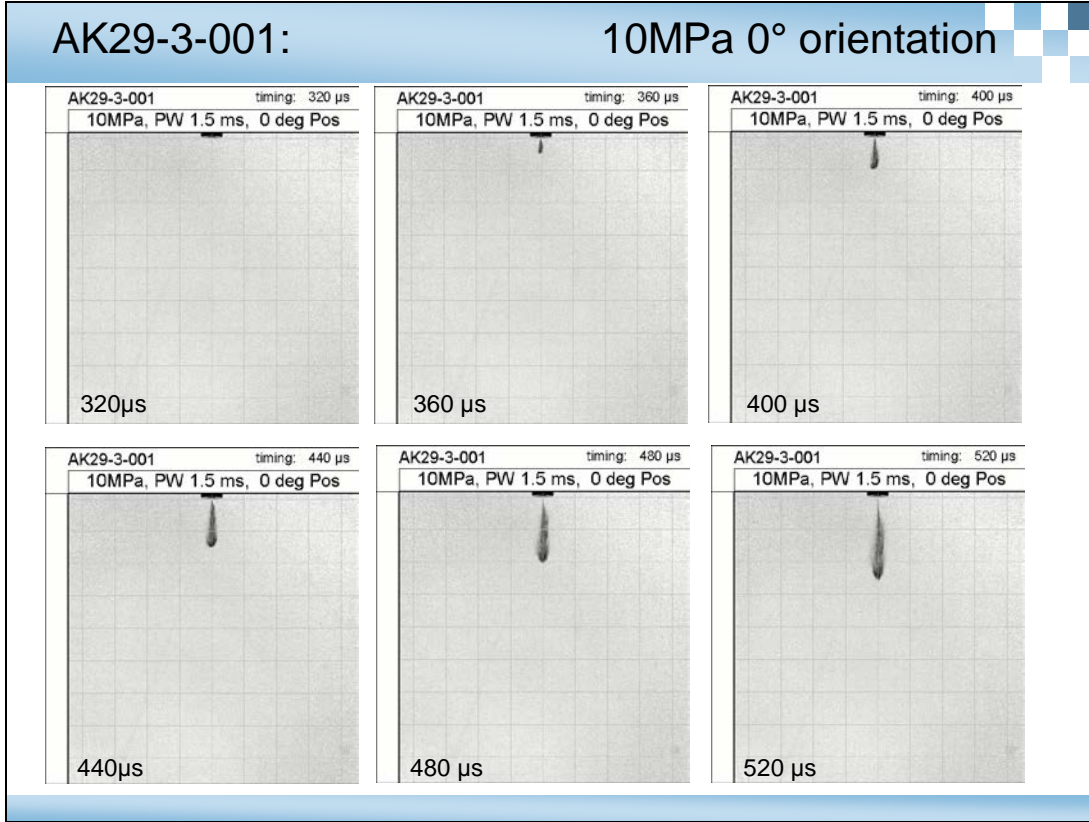 AK29-3-001: 10MPa 0° orientation
AK29-3-001 timing: 320 µs
10MPa, PW 1.5 ms, 0 deg Pos
320µs
AK29-3-001 timing: 360 µs
10MPa, PW 1.5 ms, 0 deg Pos
360 µs
AK29-3-001 timing: 400 µs
10MPa, PW 1.5 ms, 0 deg Pos
400 µs
AK29-3-001 timing: 440 µs
10MPa, PW 1.5 ms, 0 deg Pos
440µs
AK29-3-001 timing: 480 µs
10MPa, PW 1.5 ms, 0 deg Pos
480 µs
AK29-3-001 timing: 520 µs
10MPa, PW 1.5 ms, 0 deg Pos
520 µs